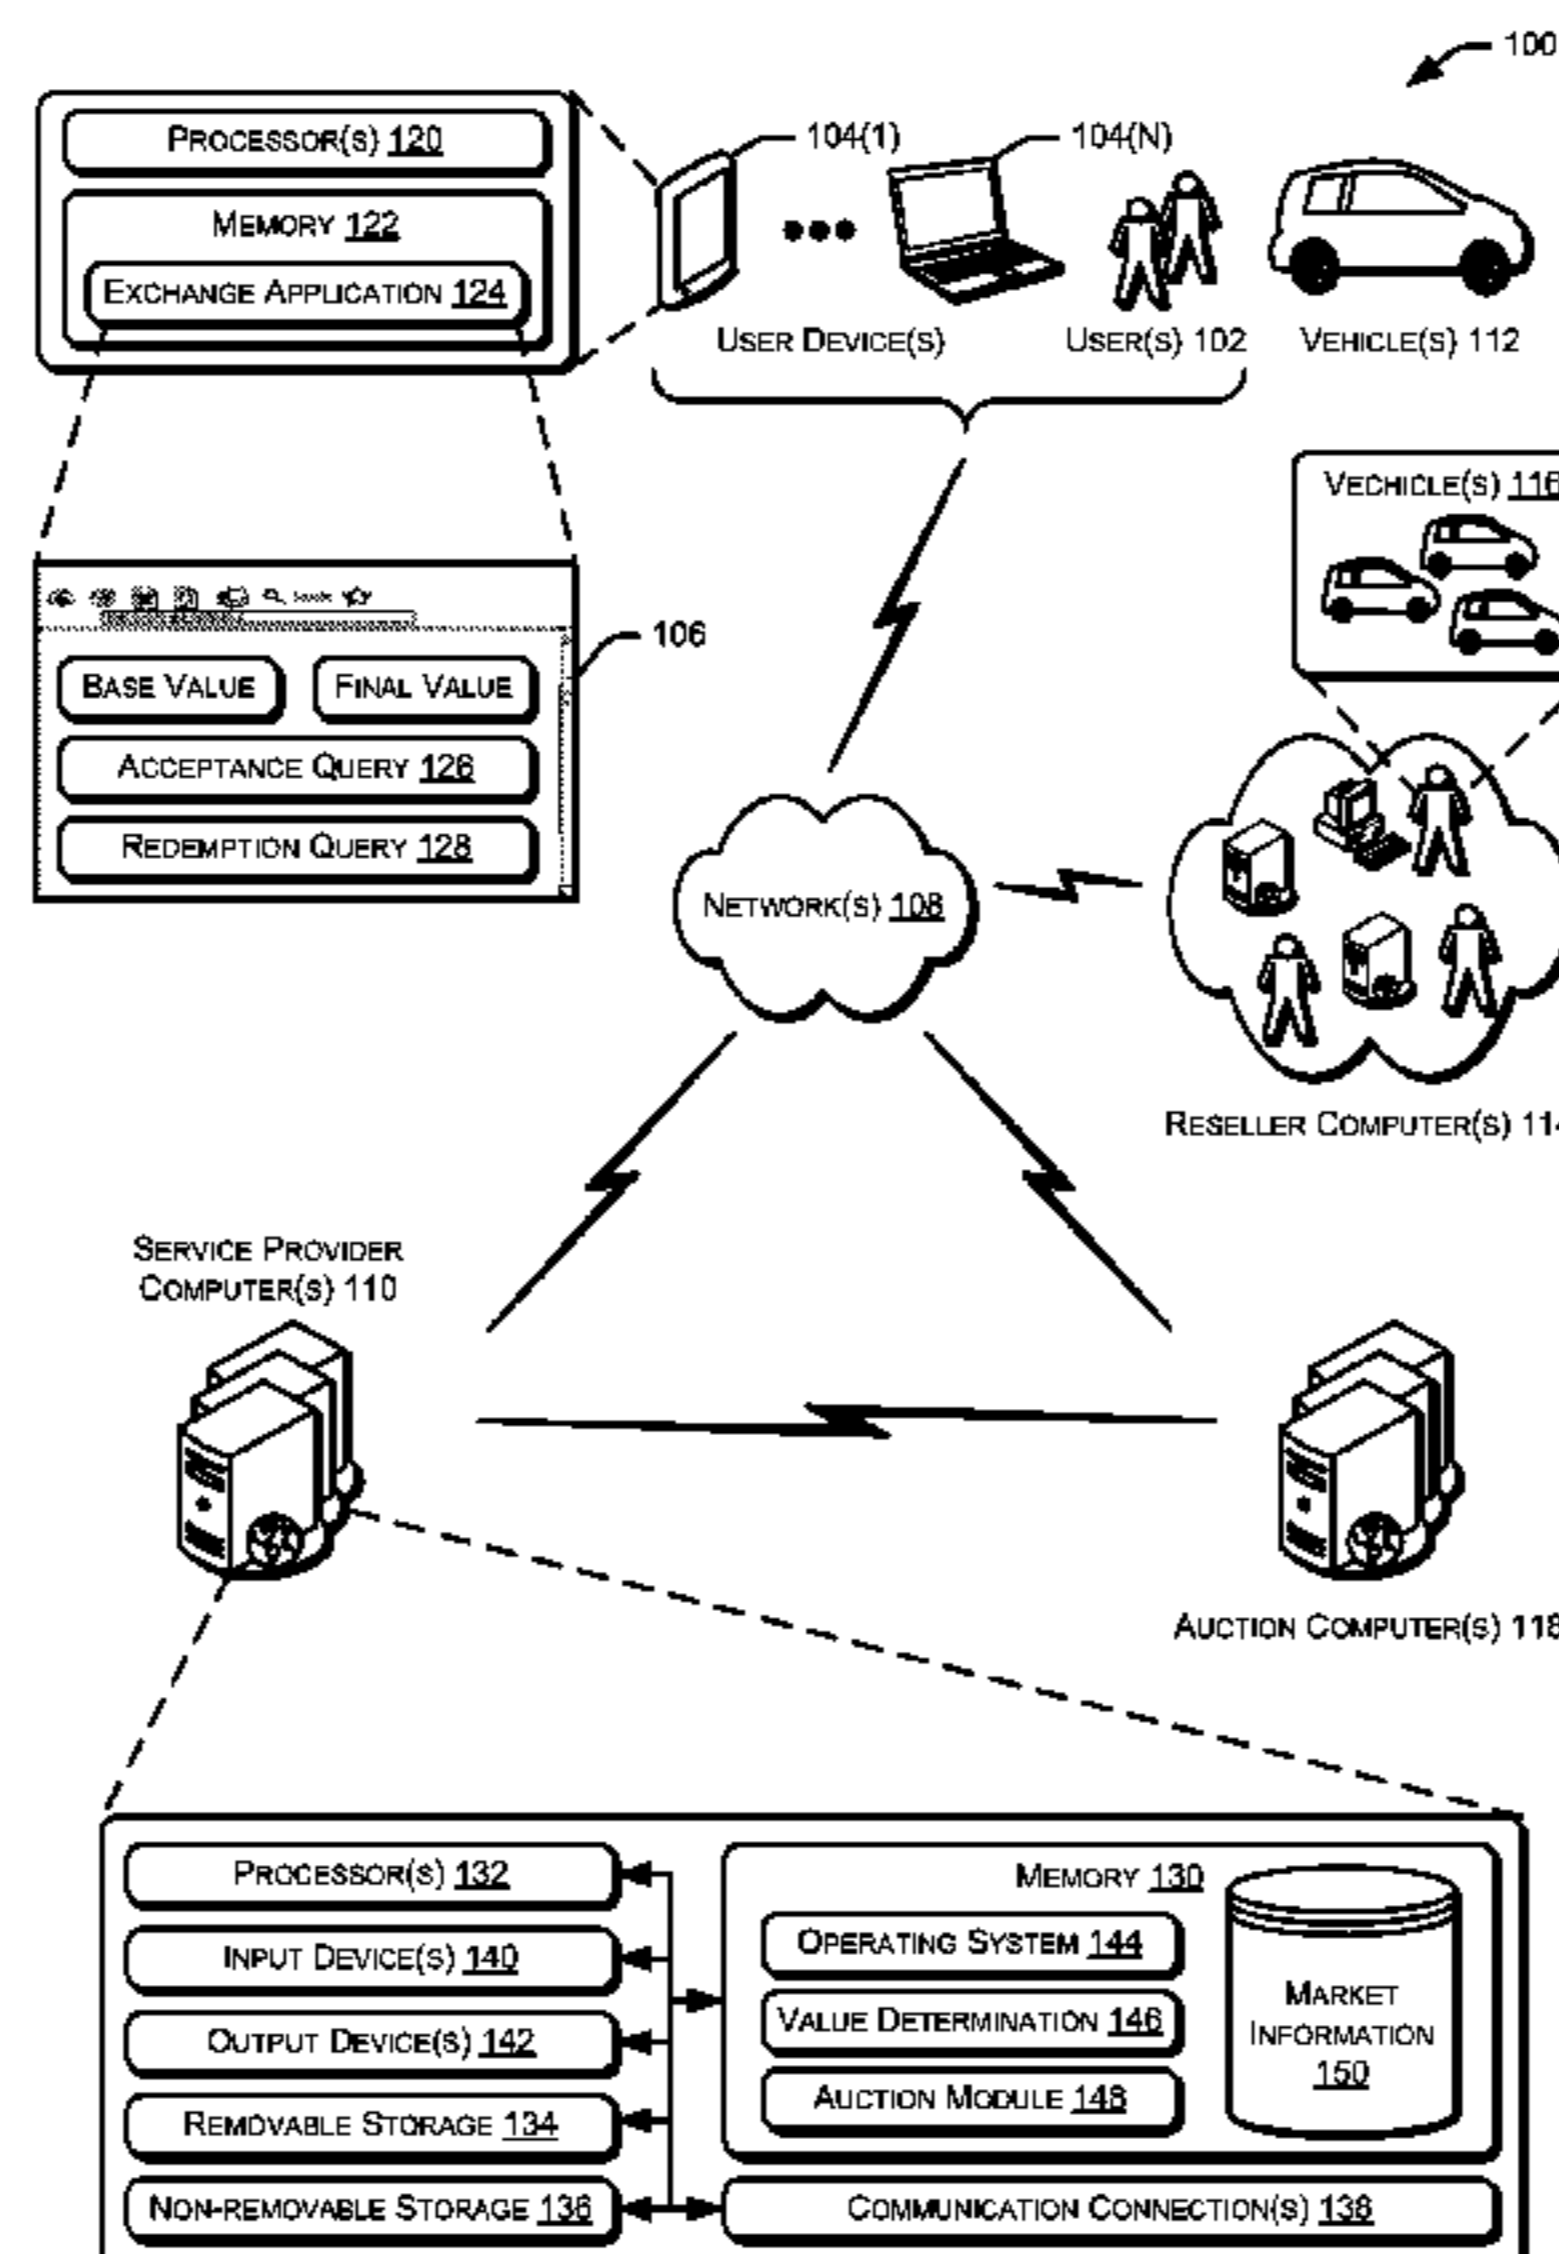 100
PROCESSOR(S) 120
104(1)
104(N)
MEMORY 122
EXCHANGE APPLICATION 124
USER DEVICE(S)
USER(S) 102
VEHICLE(S) 112
VECHICLE(S) 116
106
BASE VALUE
FINAL VALUE
ACCEPTANCE QUERY 126
REDEMPTION QUERY 128
NETWORK(S) 108
RESELLER COMPUTER(S) 114
SERVICE PROVIDER
COMPUTER(S) 110
AUCTION COMPUTER(S) 118
PROCESSOR(S) 132
INPUT DEVICE(S) 140
OUTPUT DEVICE(S) 142
REMOVABLE STORAGE 134
NON-REMOVABLE STORAGE 136
MEMORY 130
OPERATING SYSTEM 144
VALUE DETERMINATION 146
AUCTION MODULE 148
MARKET
INFORMATION
150
COMMUNICATION CONNECTION(S) 138